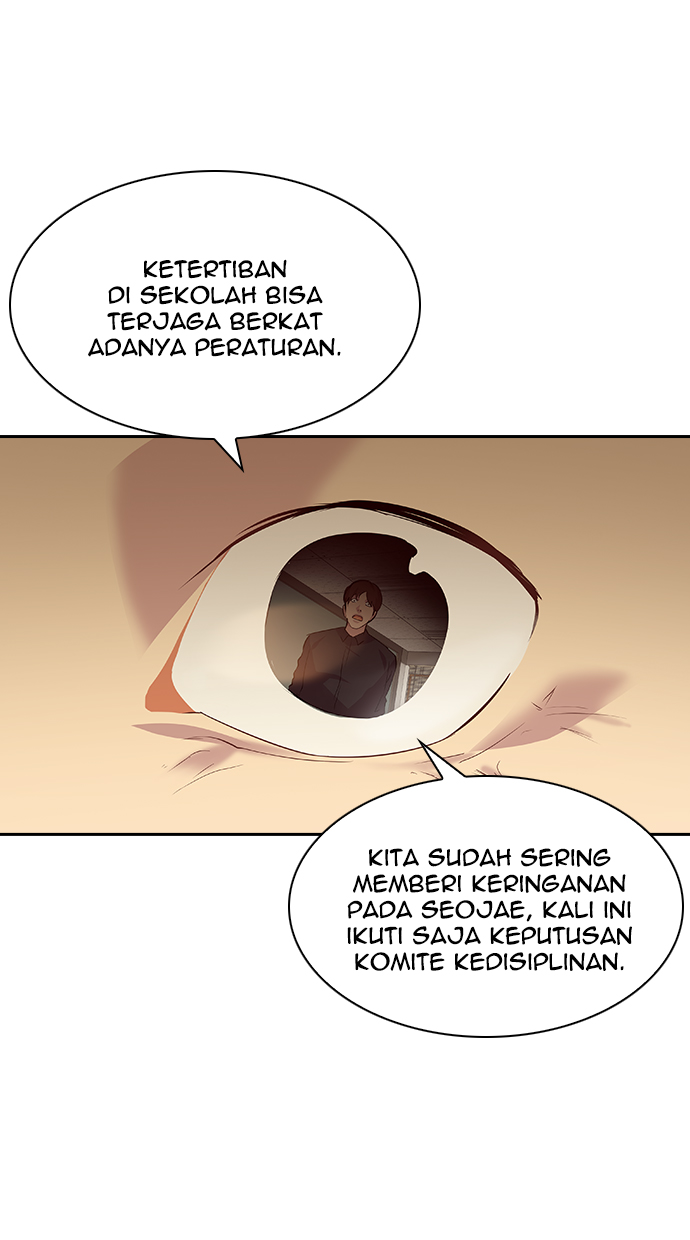 KETERTIBAN
DI SEKOLAH BISA
TERJAGA BERKAT
ADANYA PERATURAN.
KITA SUDAH SERING
MEMBERI KERINGANAN
PADA SEOJAE, KALI INI
IKUTI SAJA KEPUTUSAN
KOMITE KEDISIPLINAN.